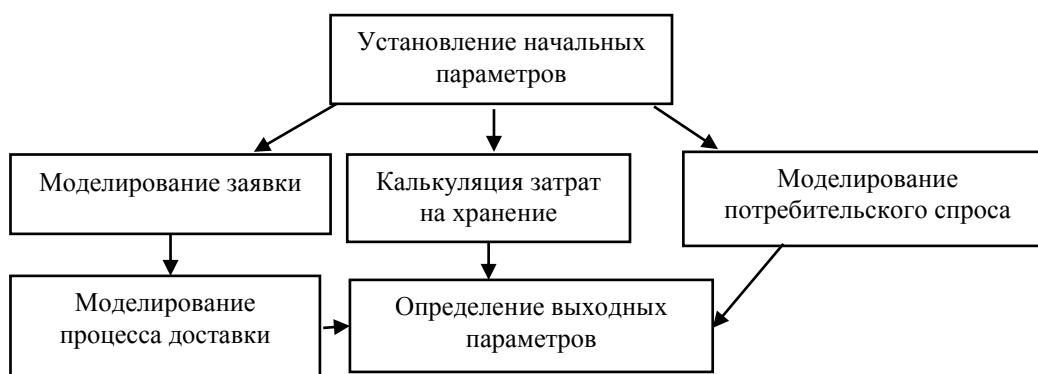 Установление начальных
параметров
Моделирование заявки
Калькуляция затрат
на хранение
Моделирование
потребительского спроса
Моделирование
процесса доставки
Определение выходных
параметров